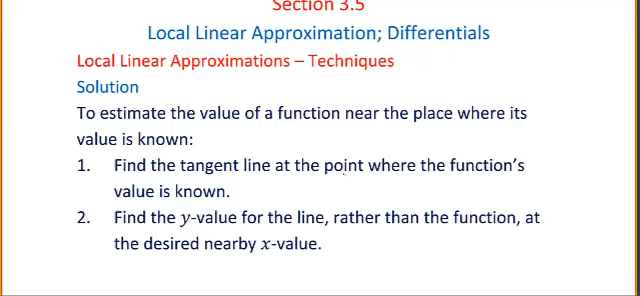 Section 3.5
Local Linear Approximation; Differentials
Local Linear Approximations – Techniques
Solution
To estimate the value of a function near the place where its
value is known:
1. Find the tangent line at the point where the function's
value is known.
2. Find the y-value for the line, rather than the function, at
the desired nearby x-value.